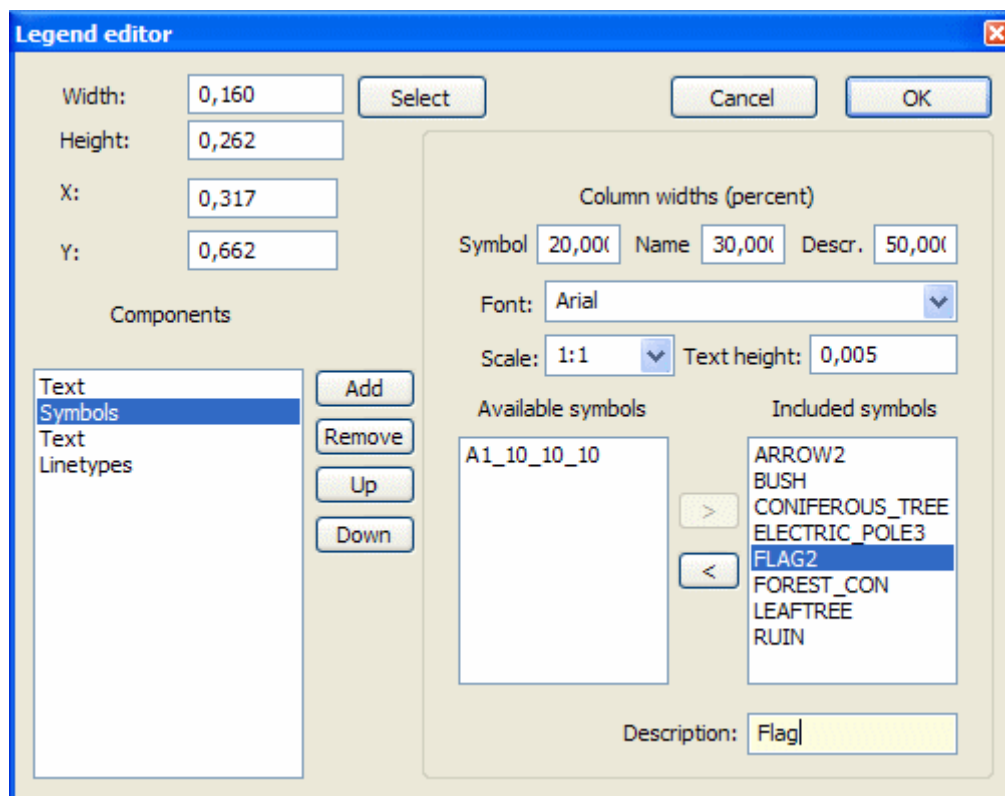 Legend editor
Width: 0,160 Select Cancel OK
Height: 0,262
X: 0,317
Y: 0,662
Column widths (percent)
Symbol 20,00( Name 30,00( Descr. 50,00(
Font: Arial
Scale: 1:1 Text height: 0,005
Components
Text
Symbols
Text
Linetypes
Add
Remove
Up
Down
Available symbols
A1_10_10_10
>
<
Included symbols
ARROW2
BUSH
CONIFEROUS_TREE
ELECTRIC_POLE3
FLAG2
FOREST_CON
LEAFTREE
RUIN
Description: Flag